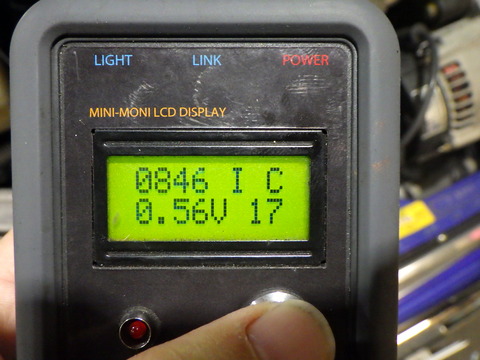 LIGHT LINK POWER
MINI-MONI LCD DISPLAY
0846 I C
0.56V 17